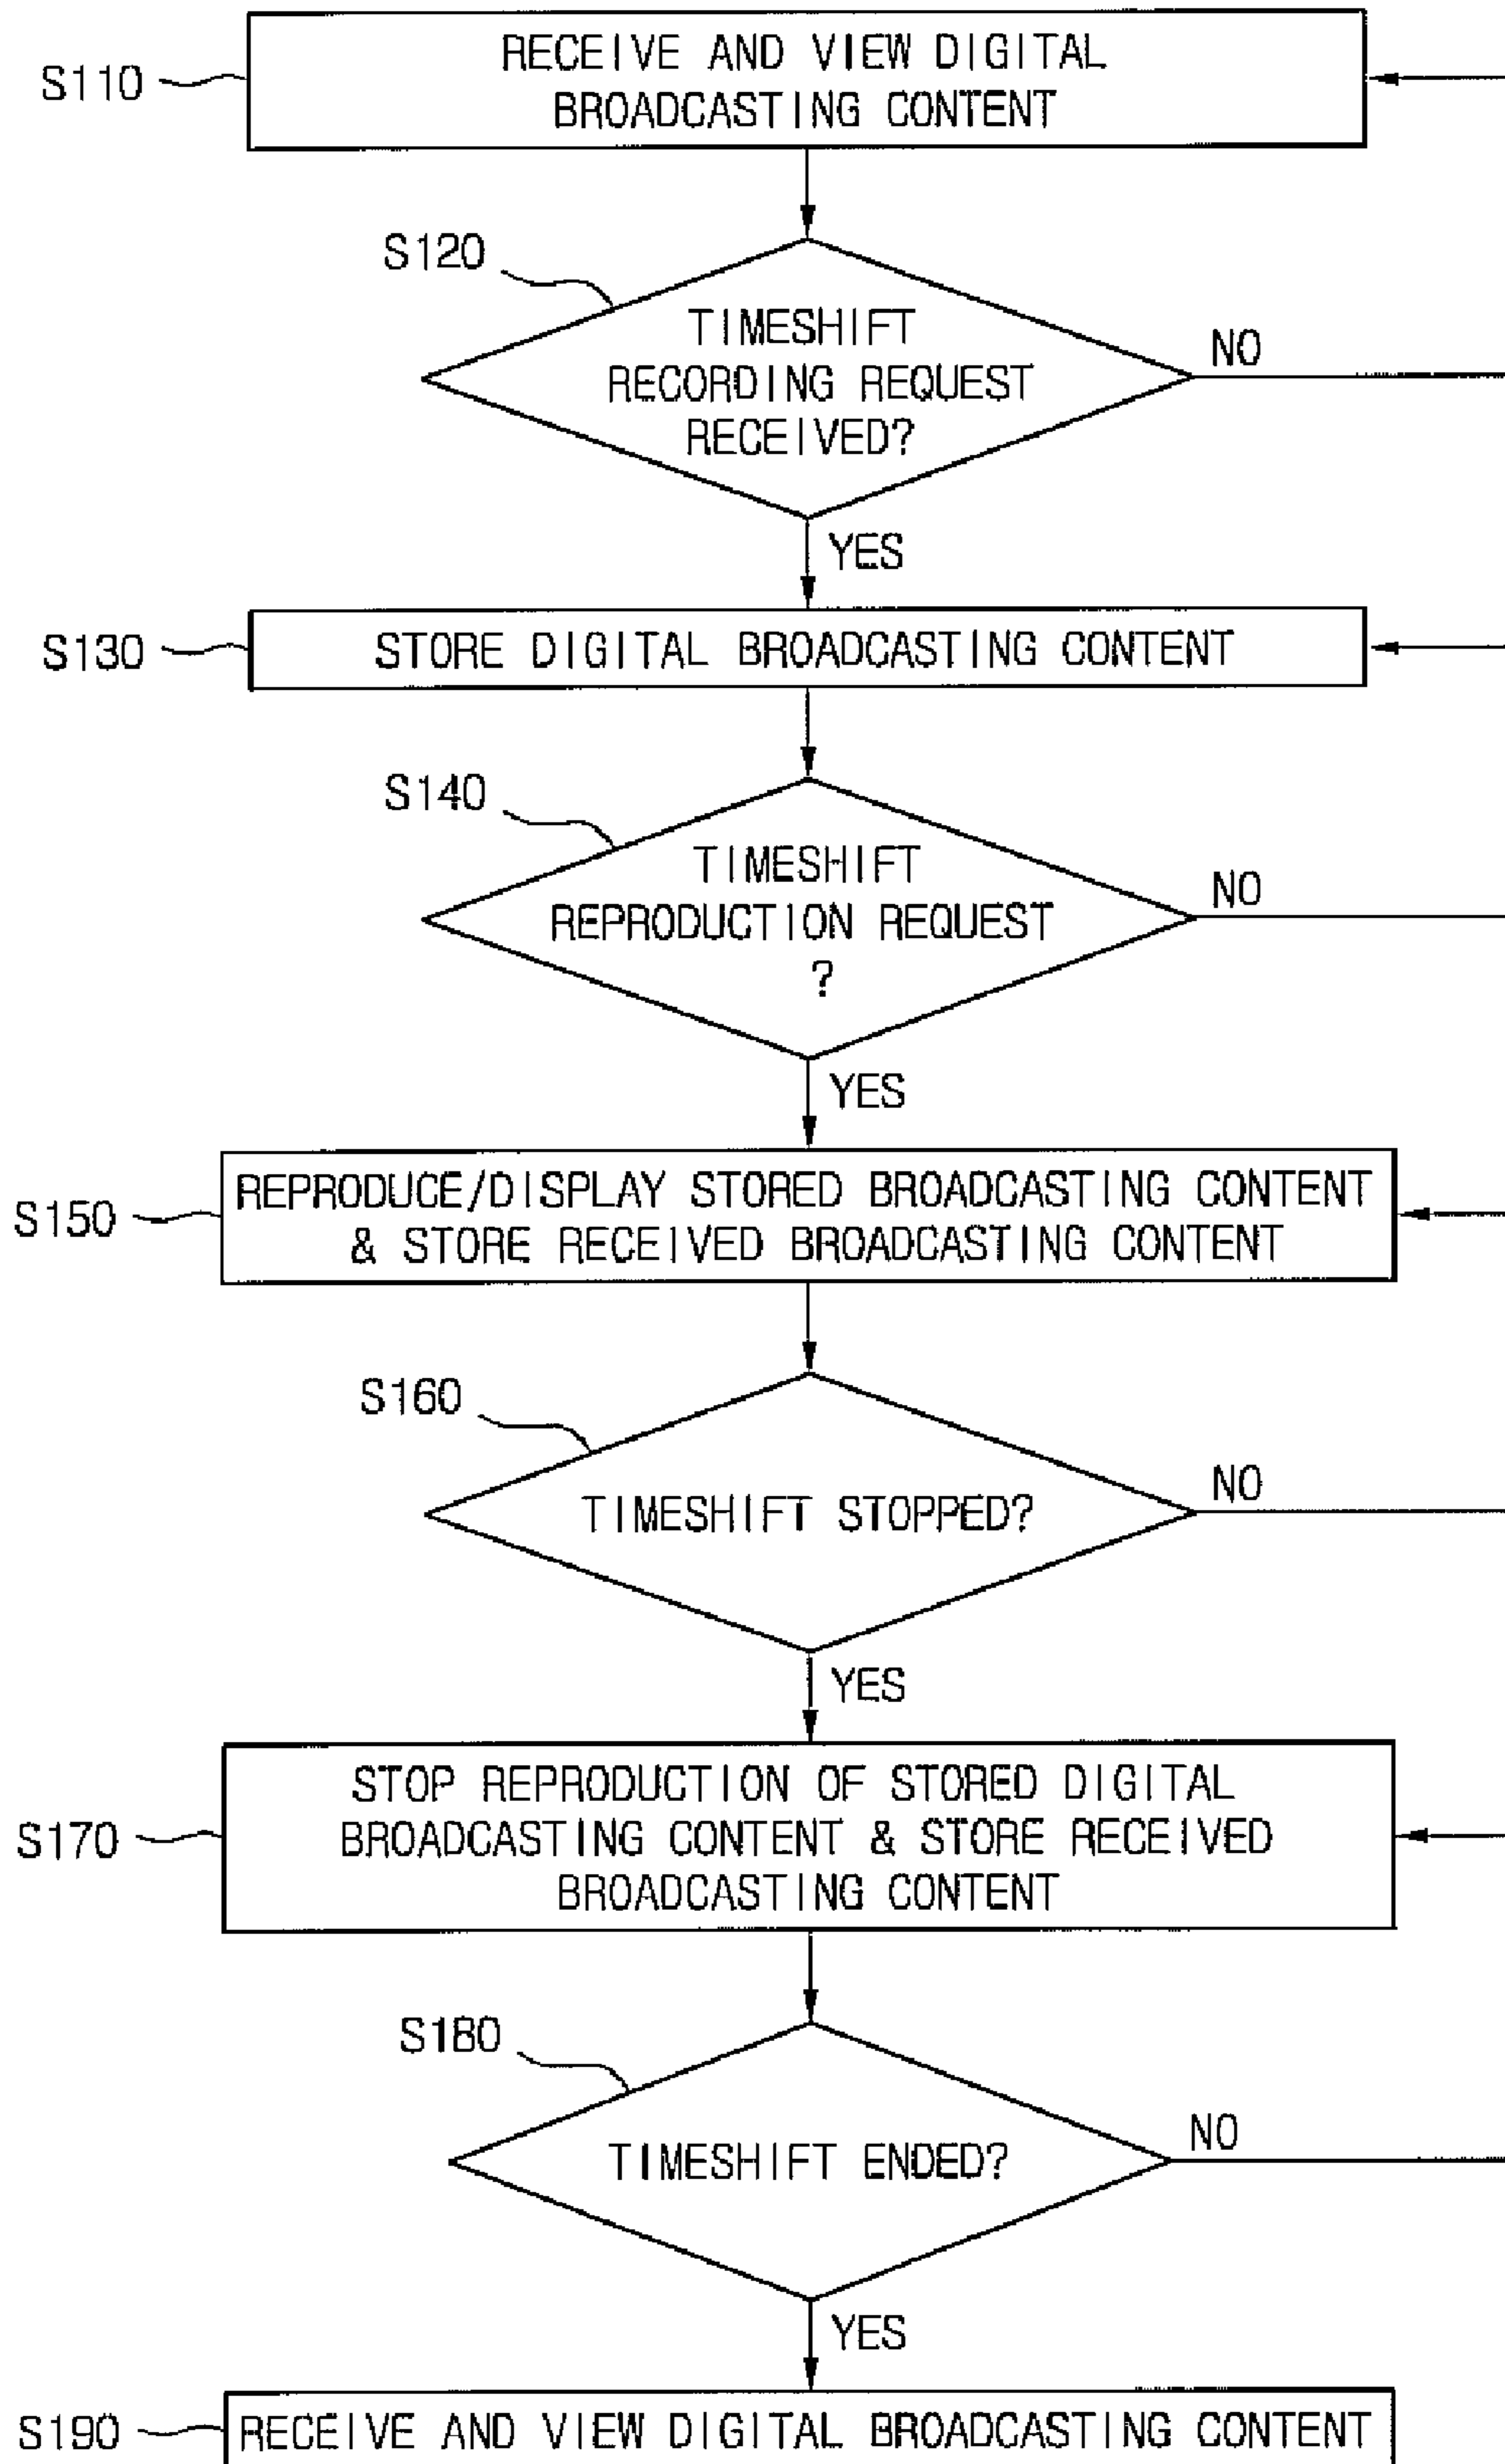 S110
RECEIVE AND VIEW DIGITAL
BROADCASTING CONTENT
S120
TIMESHIFT
RECORDING REQUEST
RECEIVED?
NO
YES
S130
STORE DIGITAL BROADCASTING CONTENT
S140
TIMESHIFT
REPRODUCTION REQUEST
?
NO
YES
S150
REPRODUCE/DISPLAY STORED BROADCASTING CONTENT
& STORE RECEIVED BROADCASTING CONTENT
S160
TIMESHIFT STOPPED?
NO
YES
S170
STOP REPRODUCTION OF STORED DIGITAL
BROADCASTING CONTENT & STORE RECEIVED
BROADCASTING CONTENT
S180
TIMESHIFT ENDED?
NO
YES
S190
RECEIVE AND VIEW DIGITAL BROADCASTING CONTENT